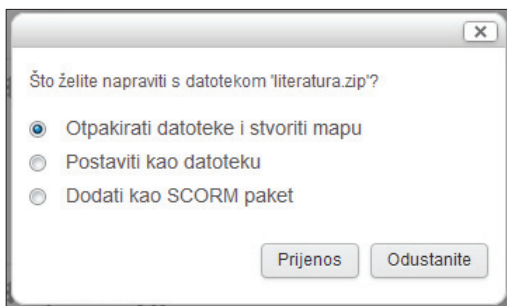 Što želite napraviti s datotekom 'literatura.zip'?
Otpakirati datoteke i stvoriti mapu
Postaviti kao datoteku
Dodati kao SCORM paket
Prijenos Odustanite